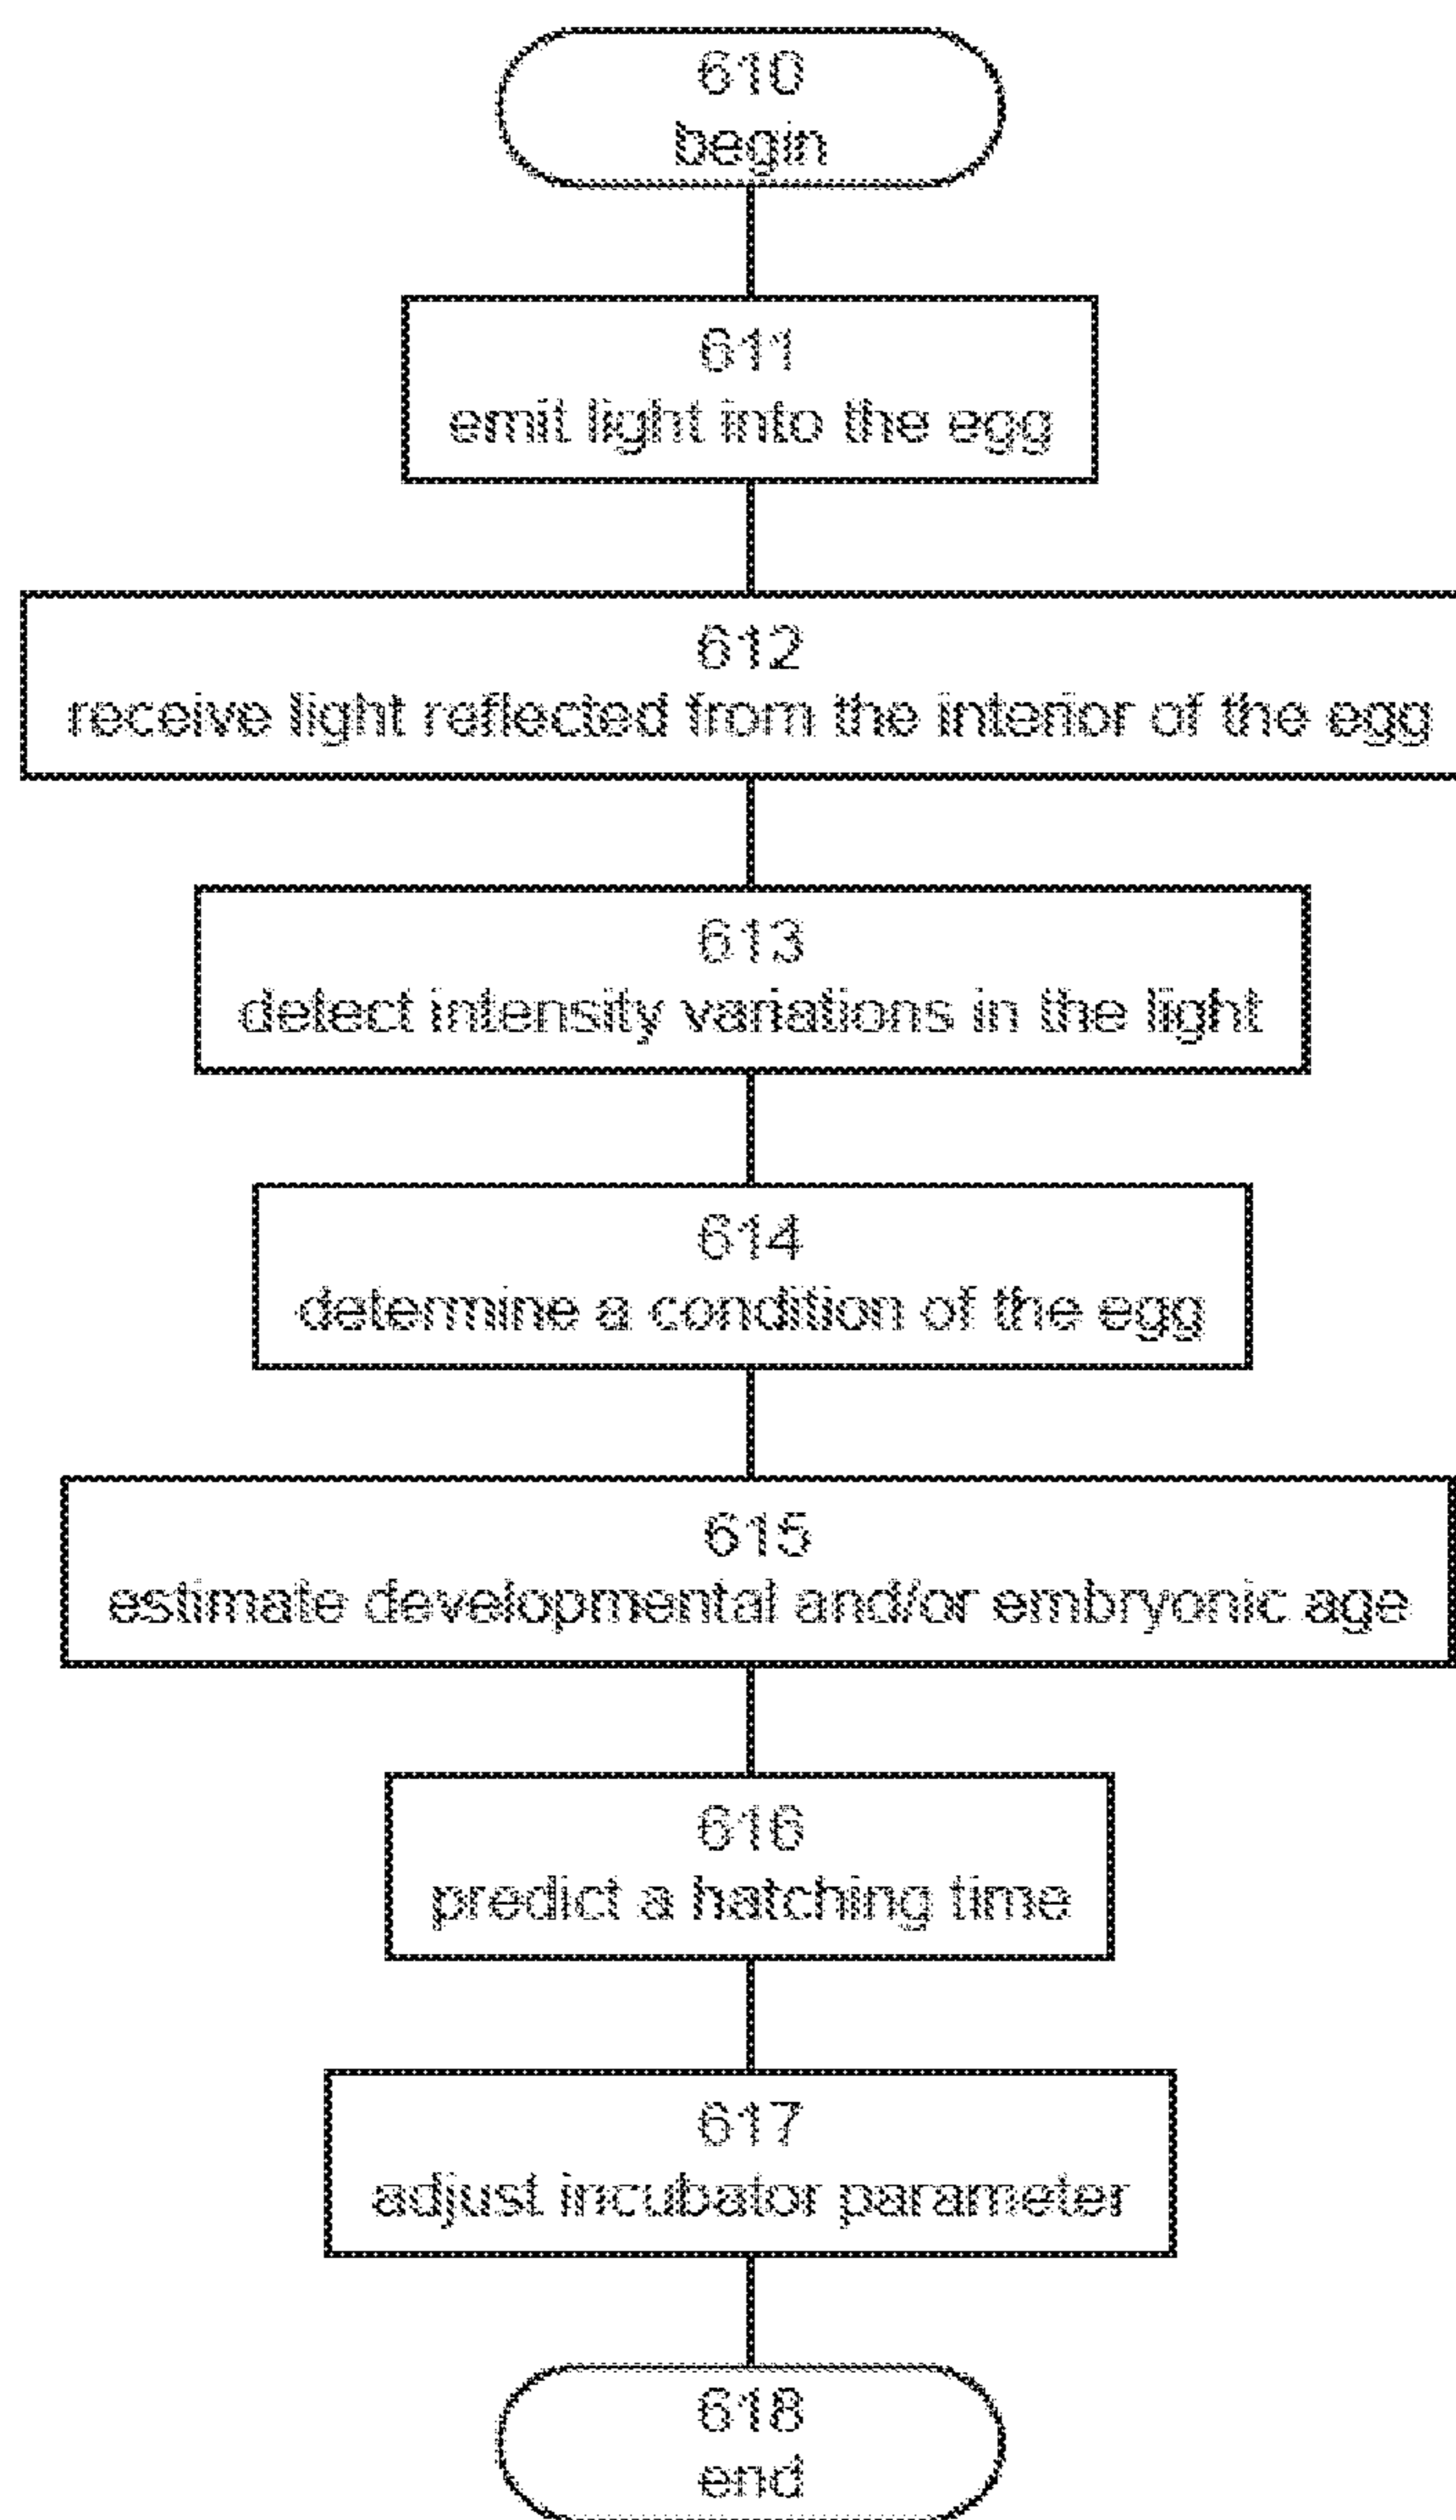 610
begin
611
emit light into the egg
612
receive light reflected from the interior of the egg
613
detect intensity variations in the light
614
determine a condition of the egg
615
estimate developmental and/or embryonic age
616
predict a hatching time
617
adjust incubator parameter
618
end